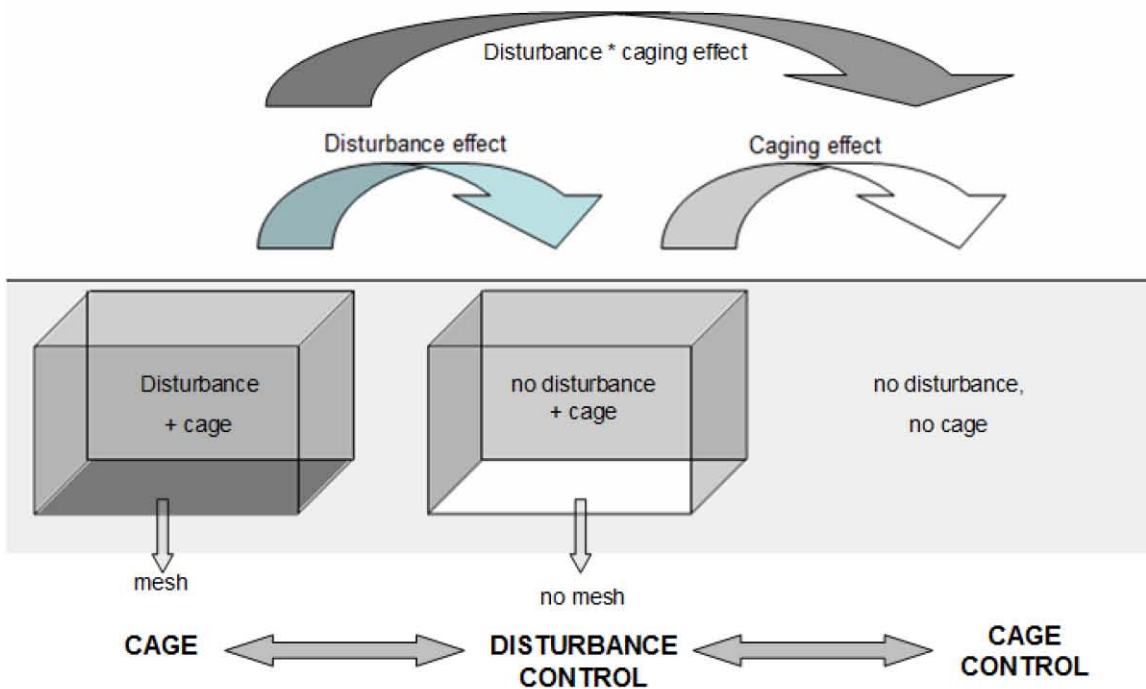 Disturbance * caging effect
Disturbance effect
Caging effect
Disturbance
+ cage
no disturbance
+ cage
no disturbance,
no cage
mesh
no mesh
CAGE
DISTURBANCE
CONTROL
CAGE
CONTROL